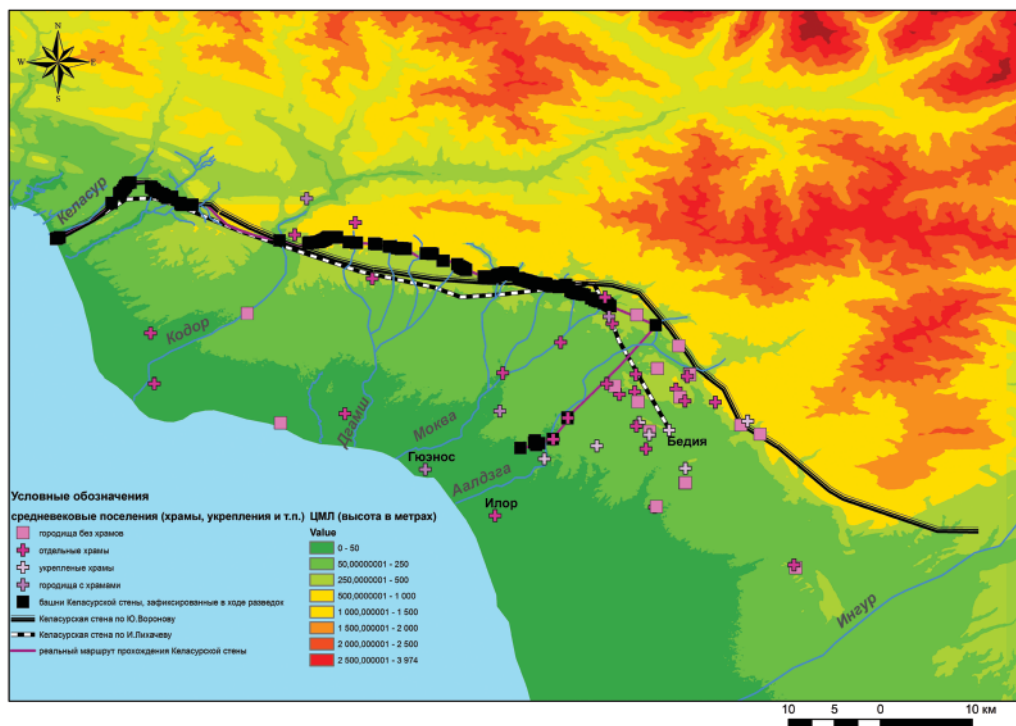 N
W E
S
Келасур
Кодор
Дгамш
Моква
Гюэнос
Аалдзга
Илор
Бедия
Ингур
Условные обозначения
средневековые поселения (храмы, укрепления и т.п.)
городища без храмов
отдельные храмы
укрепленые храмы
городища с храмами
башни Келасурской стены, зафиксированные в ходе разведок
Келасурская стена по Ю.Воронову
Келасурская стена по И.Лихачеву
реальный маршрут прохождения Келасурской стены
ЦМЛ (высота в метрах)
Value
0 - 50
50,00000001 - 250
250,0000001 - 500
500,0000001 - 1 000
1 000,000001 - 1 500
1 500,000001 - 2 000
2 000,000001 - 2 500
2 500,000001 - 3 974
10 5 0 10 км